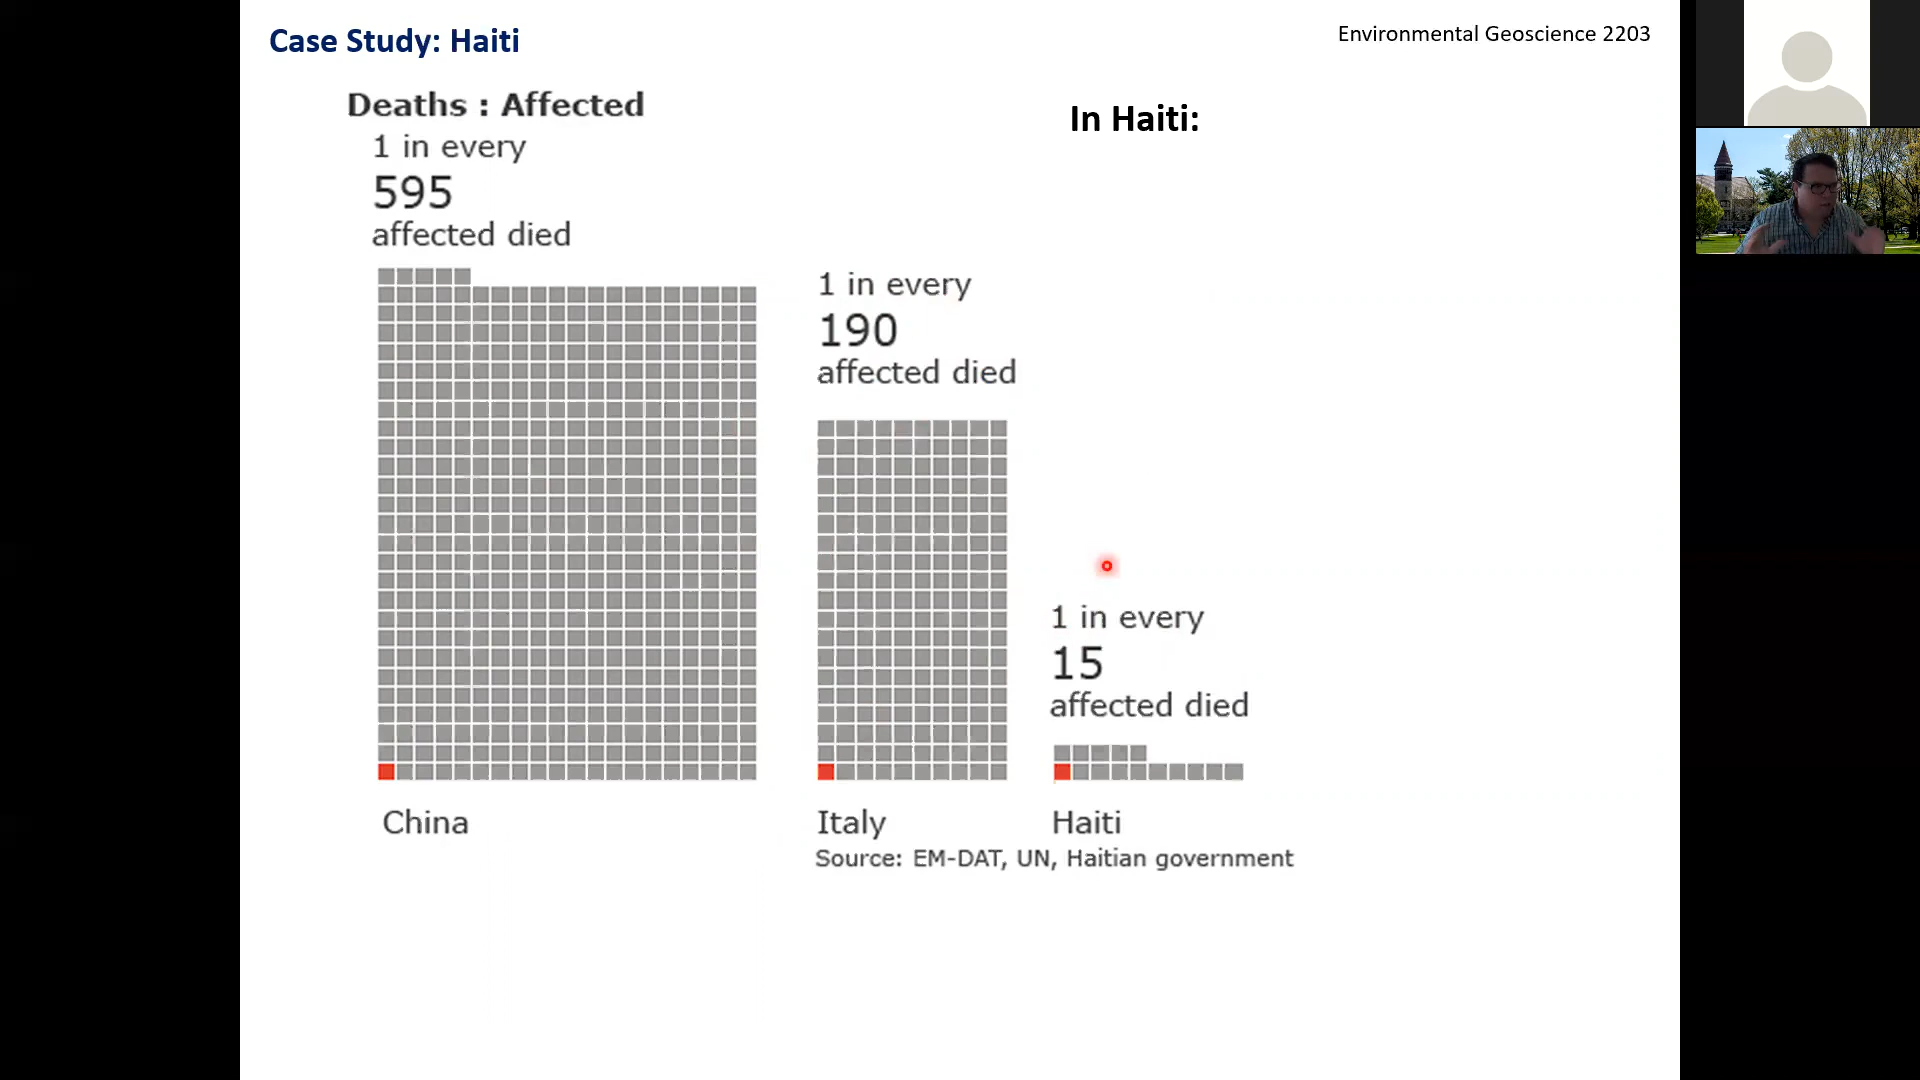 Case Study: Haiti
Environmental Geoscience 2203
Deaths : Affected
1 in every
595
affected died
In Haiti:
1 in every
190
affected died
1 in every
15
affected died
China
Italy
Haiti
Source: EM-DAT, UN, Haitian government